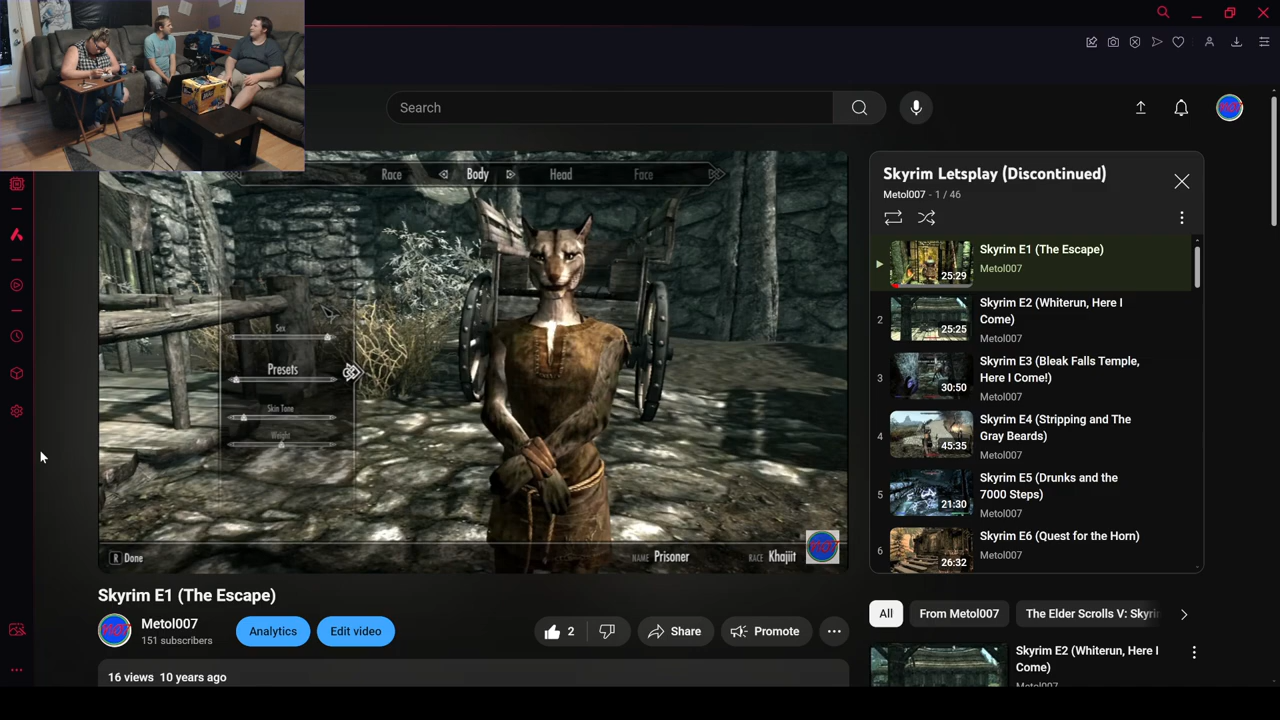 Search
Race
Body
Head
Face
Sex
Presets
Skin Tone
Weight
R Done
NAME Prisoner
RACE Khajiit
Skyrim E1 (The Escape)
Metol007
151 subscribers
Analytics
Edit video
2
Share
Promote
16 views 10 years ago
Skyrim Letsplay (Discontinued)
Metol007 - 1 / 46
25:29
Skyrim E1 (The Escape)
Metol007
2
25:25
Skyrim E2 (Whiterun, Here I
Come)
Metol007
3
30:50
Skyrim E3 (Bleak Falls Temple,
Here I Come!)
Metol007
4
45:35
Skyrim E4 (Stripping and The
Gray Beards)
Metol007
5
21:30
Skyrim E5 (Drunks and the
7000 Steps)
Metol007
6
26:32
Skyrim E6 (Quest for the Horn)
Metol007
All
From Metol007
The Elder Scrolls V: Skyri
Skyrim E2 (Whiterun, Here I
Come)
Metol007